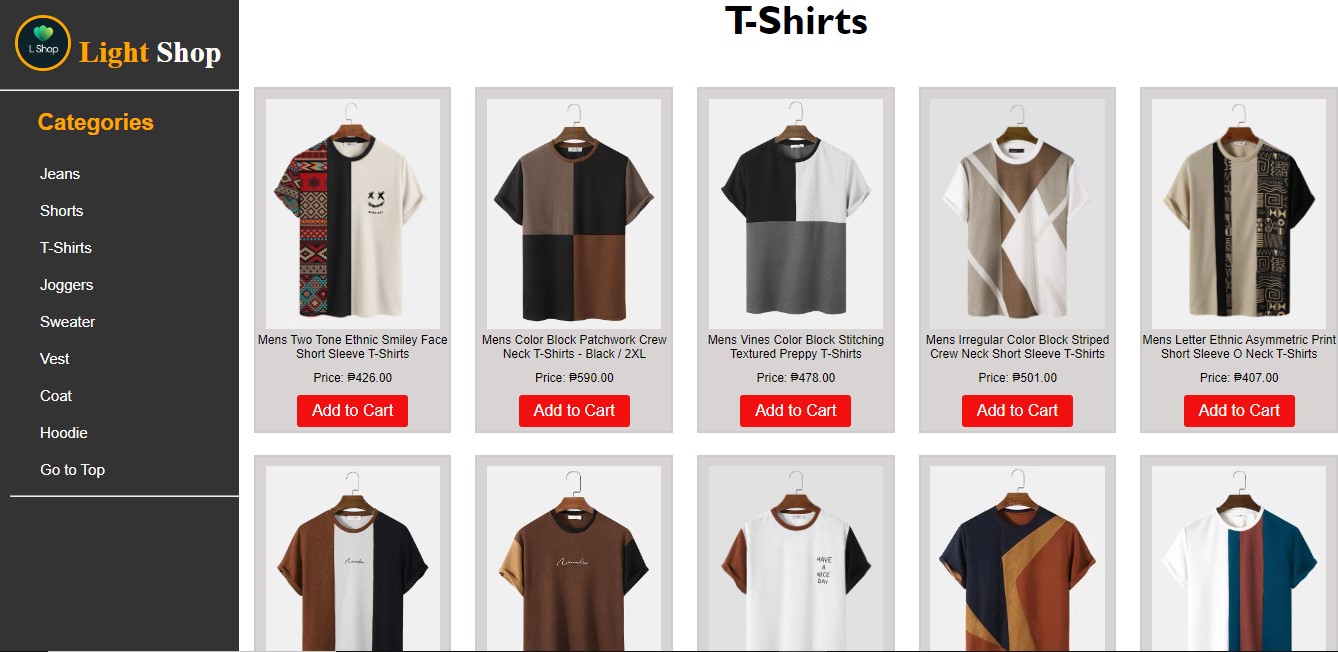 L Shop
Light Shop
Categories
Jeans
Shorts
T-Shirts
Joggers
Sweater
Vest
Coat
Hoodie
Go to Top
T-Shirts
Mens Two Tone Ethnic Smiley Face
Short Sleeve T-Shirts
Price: ₱426.00
Add to Cart
Mens Color Block Patchwork Crew
Neck T-Shirts - Black / 2XL
Price: ₱590.00
Add to Cart
Mens Vines Color Block Stitching
Textured Preppy T-Shirts
Price: ₱478.00
Add to Cart
Mens Irregular Color Block Striped
Crew Neck Short Sleeve T-Shirts
Price: ₱501.00
Add to Cart
Mens Letter Ethnic Asymmetric Print
Short Sleeve O Neck T-Shirts
Price: ₱407.00
Add to Cart
HAVE
A
NICE
DAY